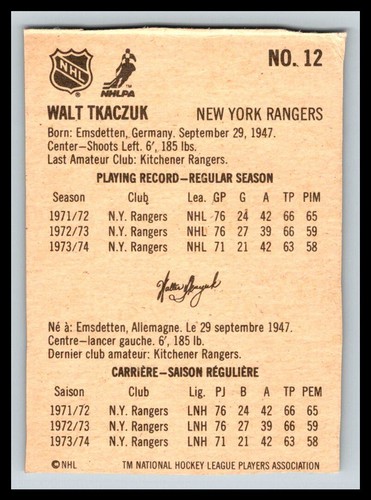 NHL NHLPA TM NO. 12
WALT TKACZUK NEW YORK RANGERS
Born: Emsdetten, Germany. September 29, 1947.
Center-Shoots Left. 6', 185 lbs.
Last Amateur Club: Kitchener Rangers.
PLAYING RECORD—REGULAR SEASON
Season Club Lea. GP G A TP PIM
1971/72 N.Y. Rangers NHL 76 24 42 66 65
1972/73 N.Y. Rangers NHL 76 27 39 66 59
1973/74 N.Y. Rangers NHL 71 21 42 63 58
Walter Tkaczuk
Né à: Emsdetten, Allemagne. Le 29 septembre 1947.
Centre-lancer gauche. 6', 185 lb.
Dernier club amateur: Kitchener Rangers.
CARRIÈRE—SAISON RÉGULIÈRE
Saison Club Lig. PJ B A TP PEM
1971/72 N.Y. Rangers LNH 76 24 42 66 65
1972/73 N.Y. Rangers LNH 76 27 39 66 59
1973/74 N.Y. Rangers LNH 71 21 42 63 58
©NHL TM NATIONAL HOCKEY LEAGUE PLAYERS ASSOCIATION